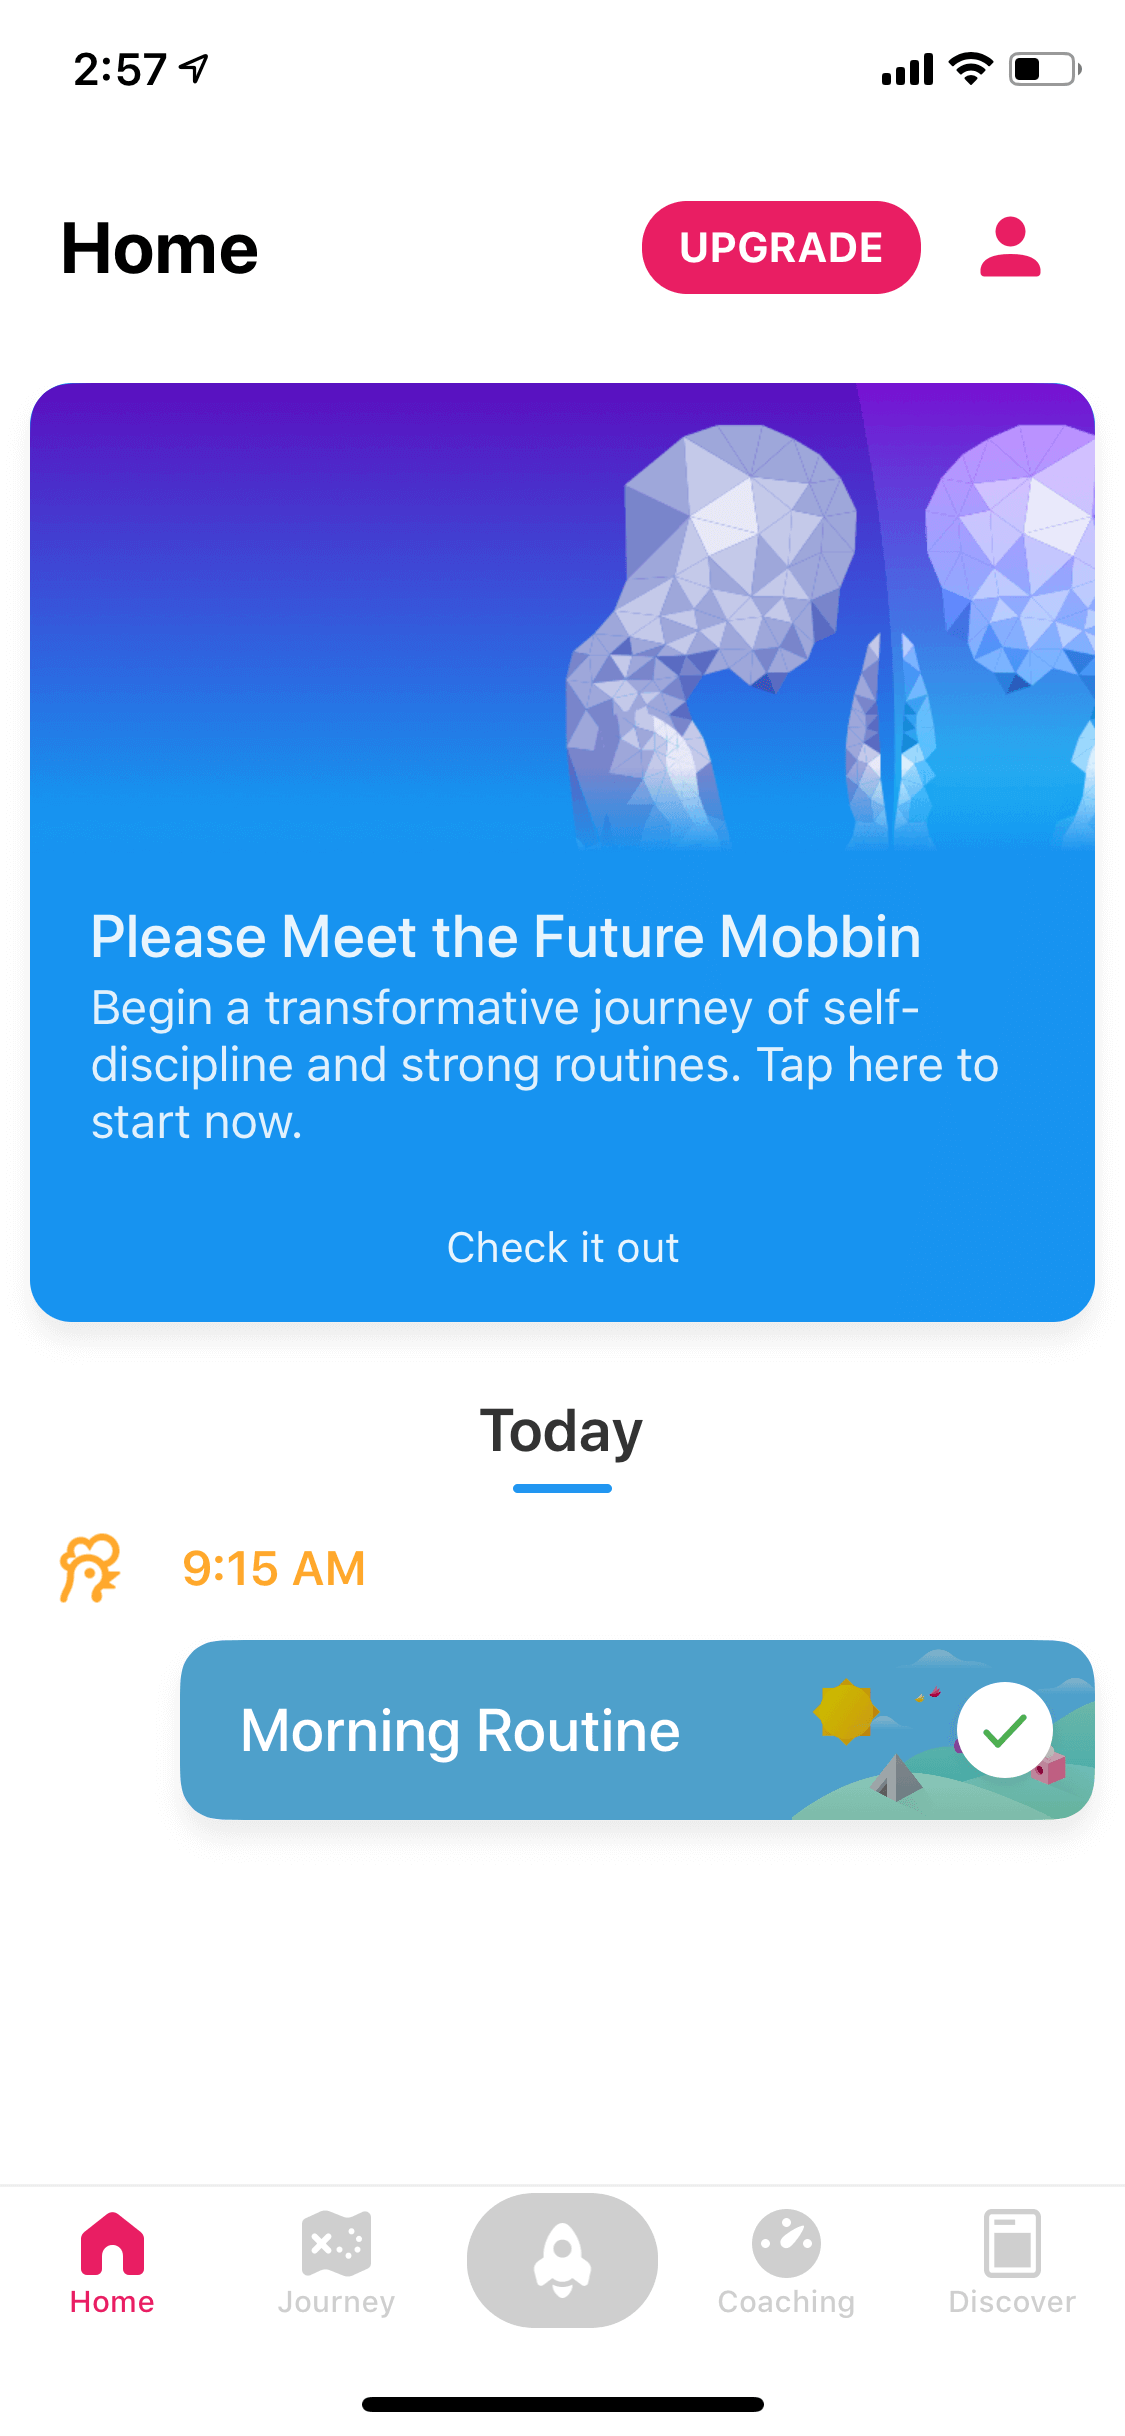 2:57
Home
UPGRADE
Please Meet the Future Mobbin
Begin a transformative journey of self-
discipline and strong routines. Tap here to
start now.
Check it out
Today
9:15 AM
Morning Routine
Home
Journey
Coaching
Discover